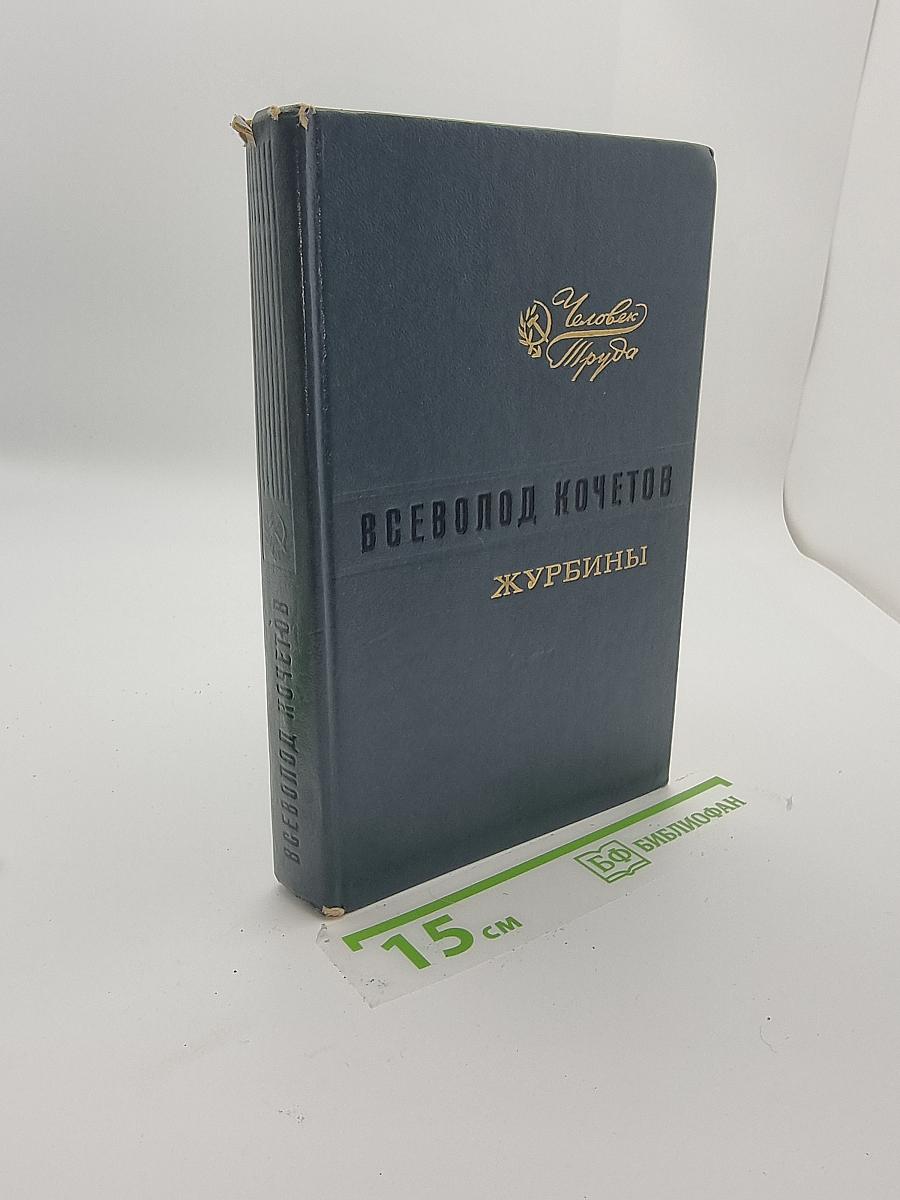 Человек
Труда
ВСЕВОЛОД КОЧЕТОВ
ЖУРБИНЫ
ВСЕВОЛОД КОЧЕТОВ
15 см
БФ БИБЛИОФАН